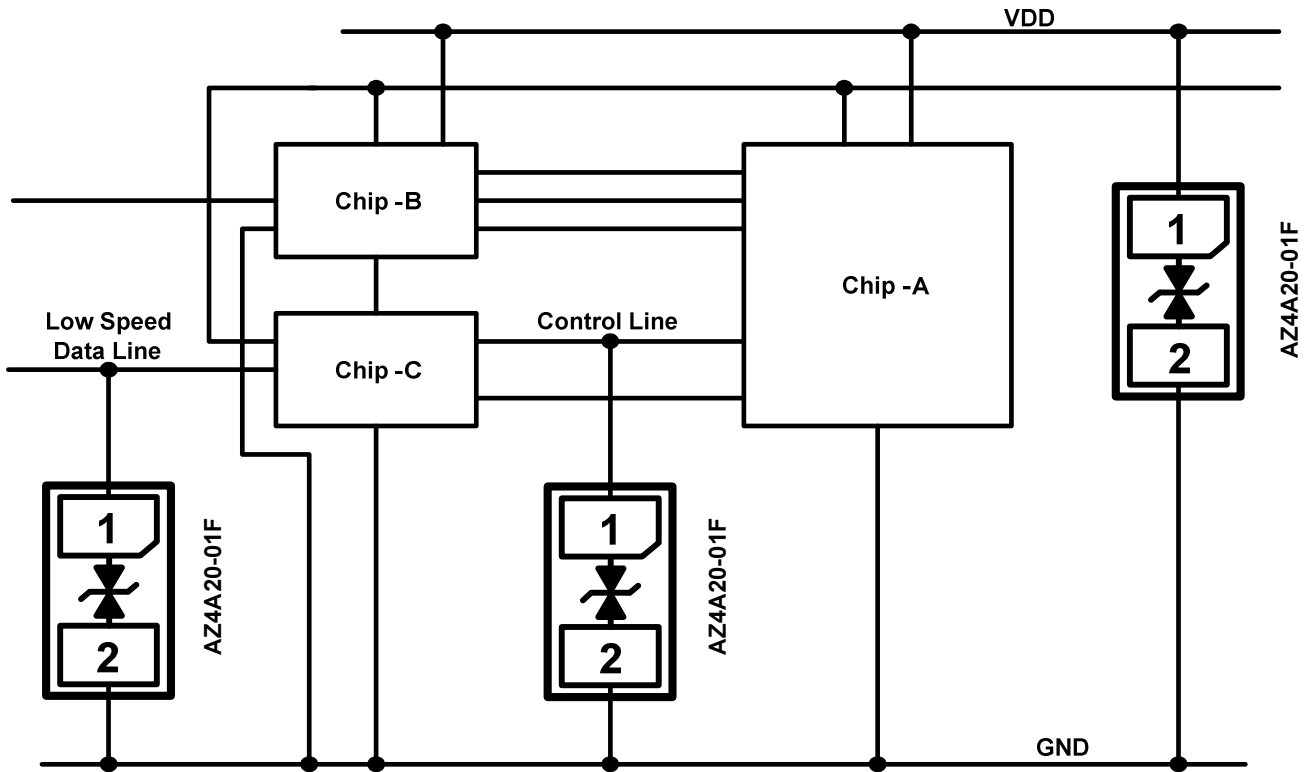 VDD
Chip -B
Chip -A
1
2
AZ4A20-01F
Low Speed
Data Line
Control Line
Chip -C
1
2
AZ4A20-01F
1
2
AZ4A20-01F
GND